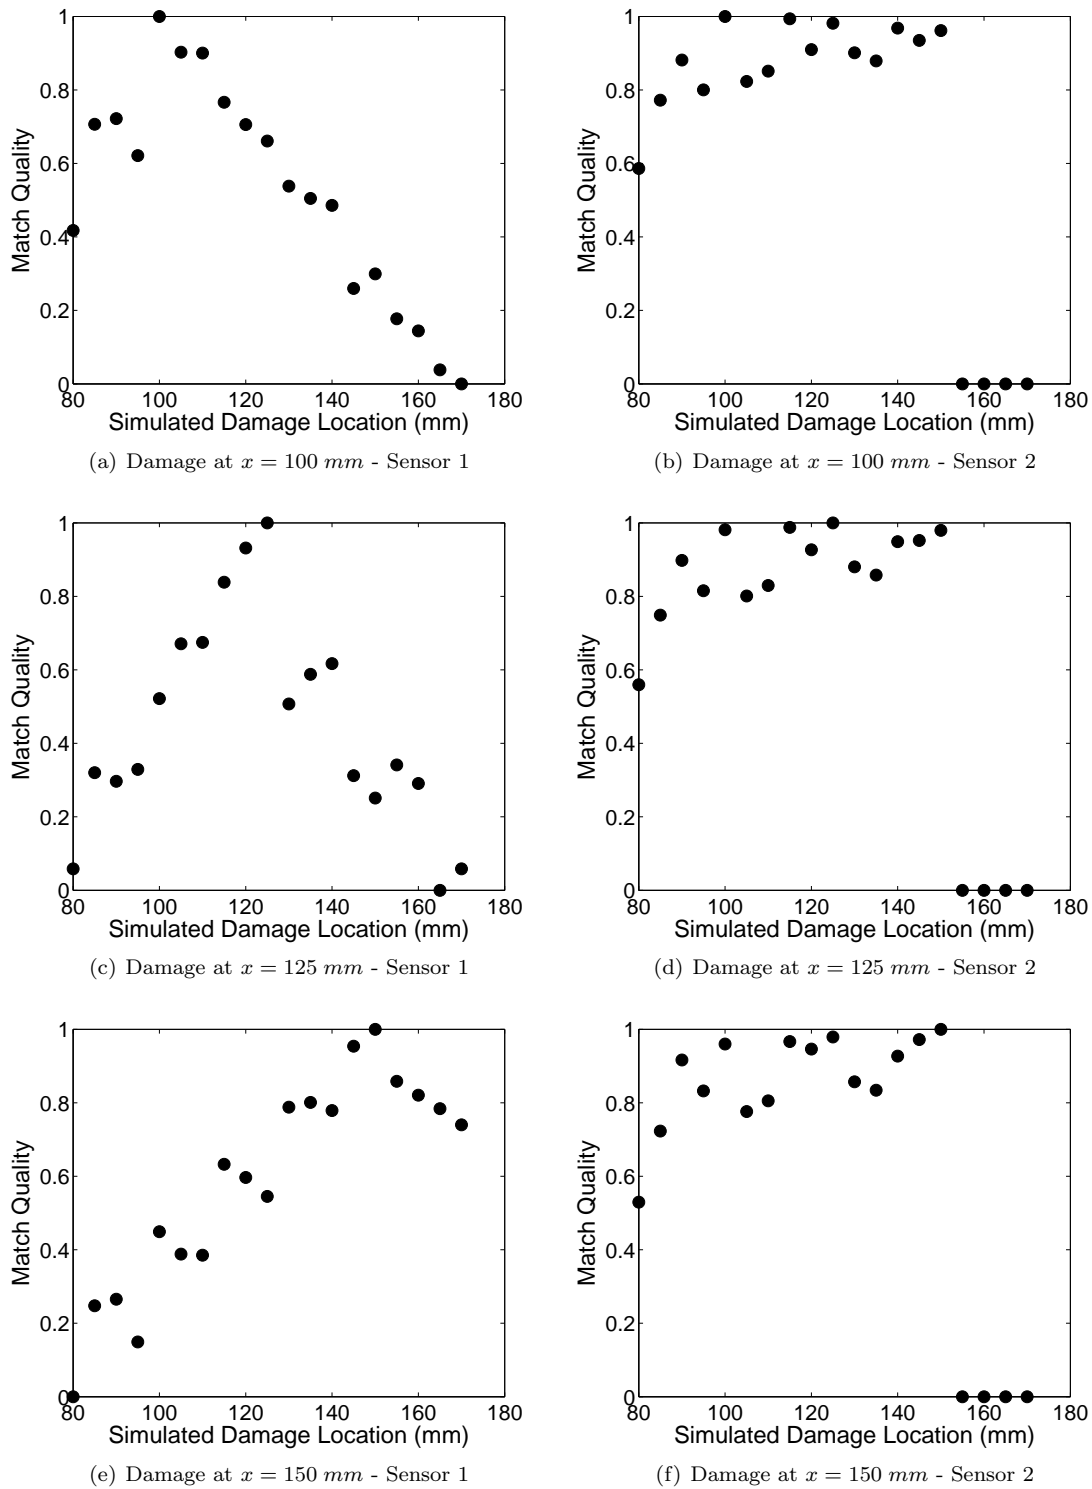 1
0.8
0.6
0.4
0.2
0
80 100 120 140 160 180
Match Quality
Simulated Damage Location (mm)
(a) Damage at x = 100 mm - Sensor 1
1
0.8
0.6
0.4
0.2
0
80 100 120 140 160 180
Match Quality
Simulated Damage Location (mm)
(b) Damage at x = 100 mm - Sensor 2
1
0.8
0.6
0.4
0.2
0
80 100 120 140 160 180
Match Quality
Simulated Damage Location (mm)
(c) Damage at x = 125 mm - Sensor 1
1
0.8
0.6
0.4
0.2
0
80 100 120 140 160 180
Match Quality
Simulated Damage Location (mm)
(d) Damage at x = 125 mm - Sensor 2
1
0.8
0.6
0.4
0.2
0
80 100 120 140 160 180
Match Quality
Simulated Damage Location (mm)
(e) Damage at x = 150 mm - Sensor 1
1
0.8
0.6
0.4
0.2
0
80 100 120 140 160 180
Match Quality
Simulated Damage Location (mm)
(f) Damage at x = 150 mm - Sensor 2